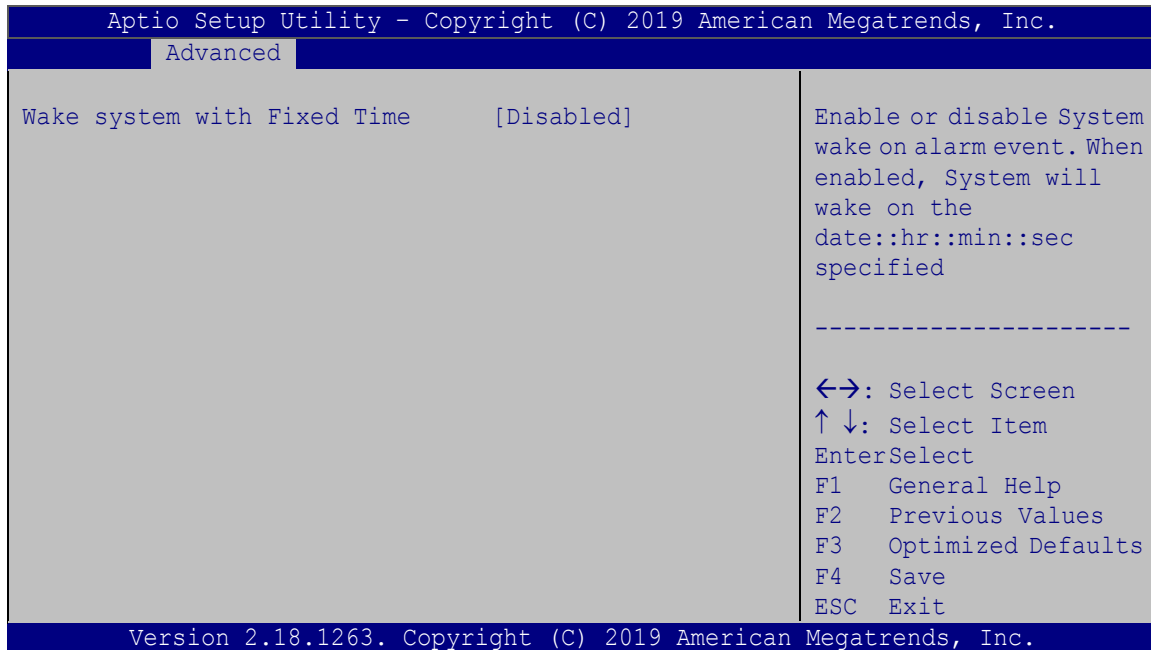 Aptio Setup Utility – Copyright (C) 2019 American Megatrends, Inc.
Advanced
Wake system with Fixed Time [Disabled]
Enable or disable System
wake on alarm event. When
enabled, System will
wake on the
date::hr::min::sec
specified
----------------------
←→: Select Screen
↑ ↓: Select Item
EnterSelect
F1 General Help
F2 Previous Values
F3 Optimized Defaults
F4 Save
ESC Exit
Version 2.18.1263. Copyright (C) 2019 American Megatrends, Inc.